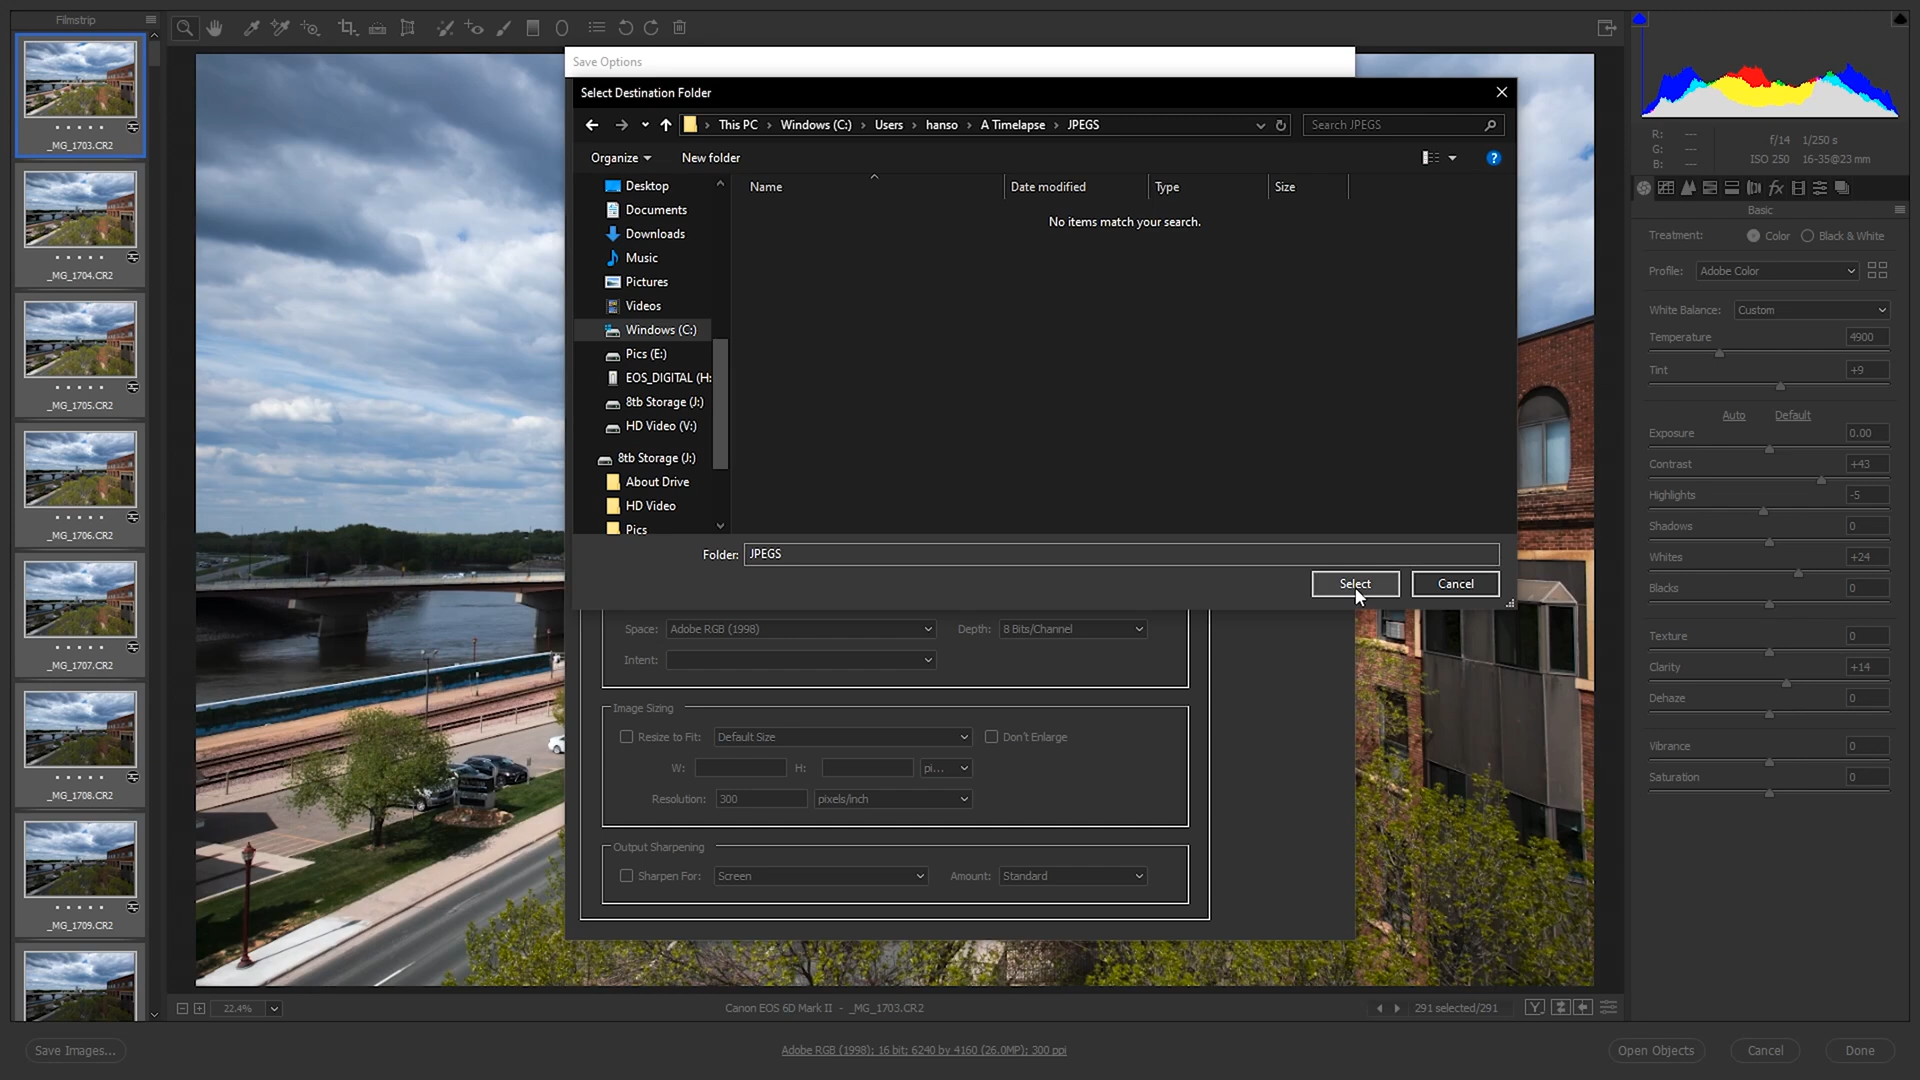 Filmstrip
_MG_1703.CR2
_MG_1704.CR2
_MG_1705.CR2
_MG_1706.CR2
_MG_1707.CR2
_MG_1708.CR2
_MG_1709.CR2
Save Options
Select Destination Folder
This PC > Windows (C:) > Users > hanso > A Timelapse > JPEGS
Search JPEGS
Organize
New folder
Desktop
Documents
Downloads
Music
Pictures
Videos
Windows (C:)
Pics (E:)
EOS_DIGITAL (H:
8tb Storage (J:)
HD Video (V:)
8tb Storage (J:)
About Drive
HD Video
Pics
Name
Date modified
Type
Size
No items match your search.
Folder: JPEGS
Select
Cancel
Space: Adobe RGB (1998)
Depth: 8 Bits/Channel
Intent:
Image Sizing
Resize to Fit: Default Size
Don't Enlarge
W:
H:
pi...
Resolution: 300
pixels/inch
Output Sharpening
Sharpen For: Screen
Amount: Standard
R: ---
G: ---
B: ---
f/14 1/250 s
ISO 250 16-35@23 mm
Basic
Treatment: Color Black & White
Profile: Adobe Color
White Balance: Custom
Temperature 4900
Tint +9
Auto Default
Exposure 0.00
Contrast +43
Highlights -5
Shadows 0
Whites +24
Blacks 0
Texture 0
Clarity +14
Dehaze 0
Vibrance 0
Saturation 0
22.4%
Canon EOS 6D Mark II - _MG_1703.CR2
291 selected/291
Y
Save Images...
Adobe RGB (1998); 16 bit; 6240 by 4160 (26.0MP); 300 ppi
Open Objects
Cancel
Done